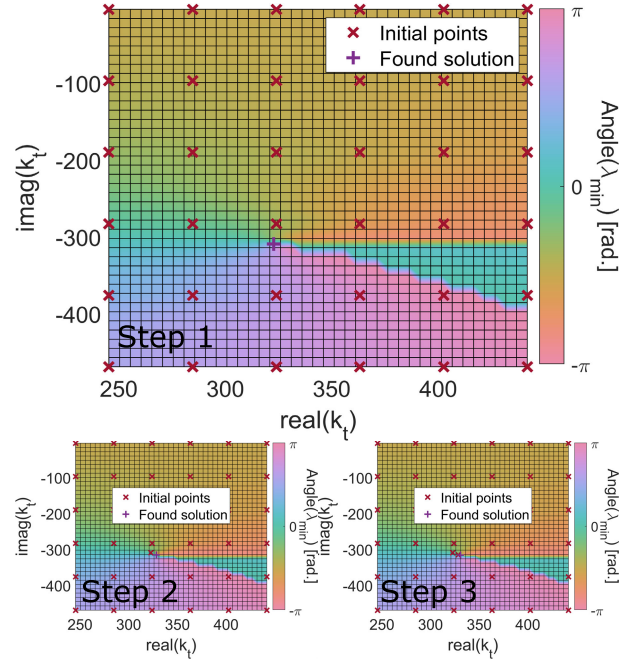 Initial points
Found solution
-100
-200
-300
-400
imag(k_t)
Step 1
250 300 350 400
real(k_t)
π
0
-π
Angle(λ_min) [rad.]
-100
-200
-300
-400
imag(k_t)
Initial points
Found solution
Step 2
250 300 350 400
real(k_t)
π
0
-π
Angle(λ_min) [rad.]
-100
-200
-300
-400
imag(k_t)
Initial points
Found solution
Step 3
250 300 350 400
real(k_t)
π
0
-π
Angle(λ_min) [rad.]